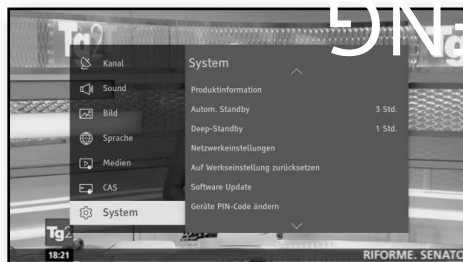 Tg2
Kanal
Sound
Bild
Sprache
Medien
CAS
System
System
Produktinformation
Autom. Standby 3 Std.
Deep-Standby 1 Std.
Netzwerkeinstellungen
Auf Werkseinstellung zurücksetzen
Software Update
Geräte PIN-Code ändern
Tg2
18:21
RIFORME. SENATO